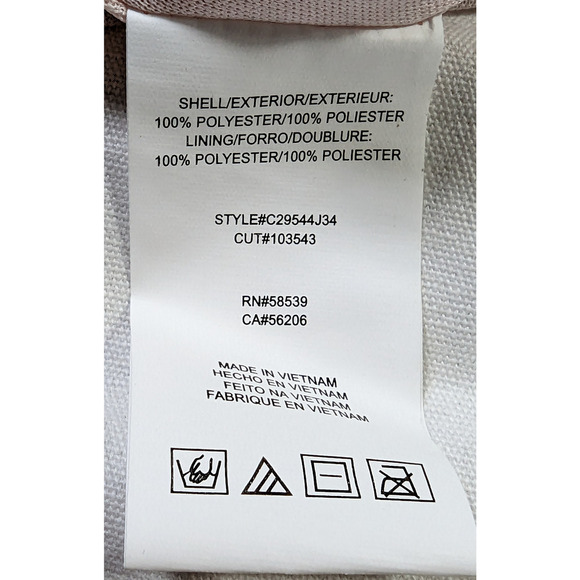 SHELL/EXTERIOR/EXTERIEUR:
100% POLYESTER/100% POLIESTER
LINING/FORRO/DOUBLURE:
100% POLYESTER/100% POLIESTER
STYLE#C29544J34
CUT#103543
RN#58539
CA#56206
MADE IN VIETNAM
HECHO EN VIETNAM
FEITO NA VIETNAM
FABRIQUE EN VIETNAM